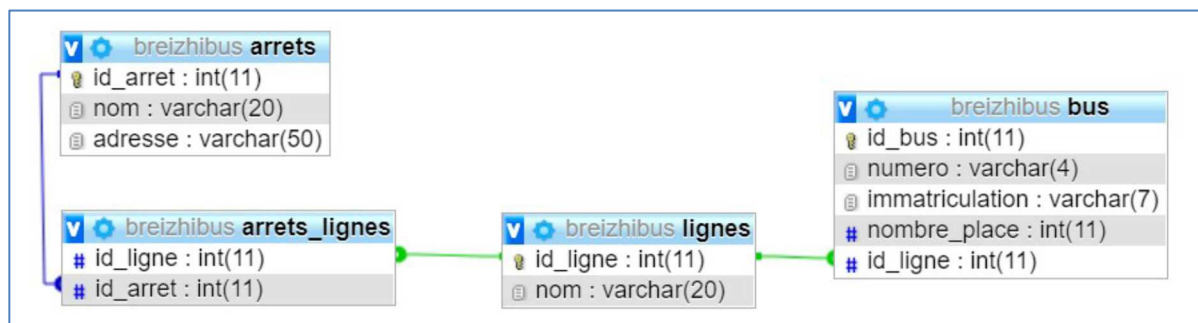 breizhibus arrets
id_arret : int(11)
nom : varchar(20)
adresse : varchar(50)
breizhibus arrets_lignes
# id_ligne : int(11)
# id_arret : int(11)
breizhibus lignes
id_ligne : int(11)
nom : varchar(20)
breizhibus bus
id_bus : int(11)
numero : varchar(4)
immatriculation : varchar(7)
# nombre_place : int(11)
# id_ligne : int(11)